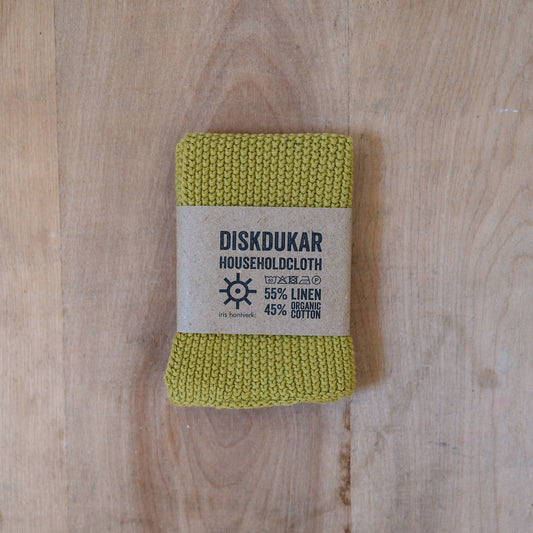 DISKDUKAR
HOUSEHOLDCLOTH
55% LINEN
45% ORGANIC COTTON
iris hantverk: